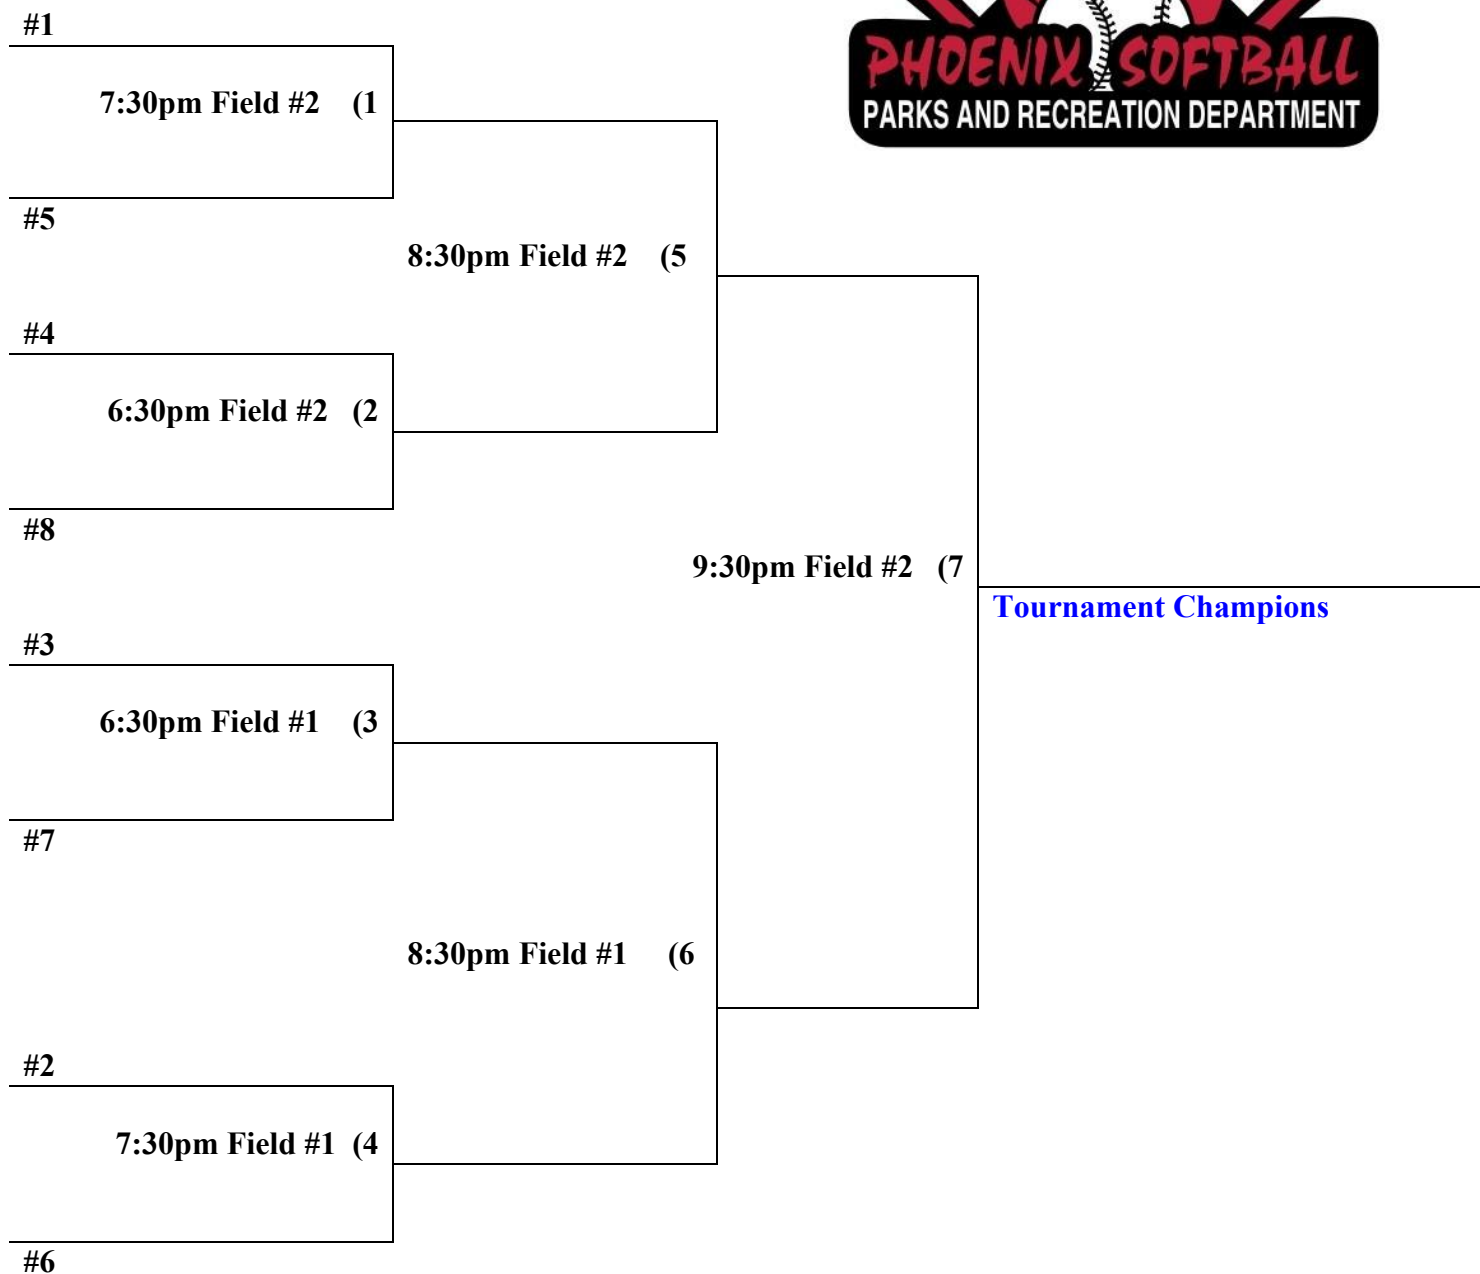 #1
PHOENIX SOFTBALL
PARKS AND RECREATION DEPARTMENT
7:30pm Field #2 (1
#5
8:30pm Field #2 (5
#4
6:30pm Field #2 (2
#8
9:30pm Field #2 (7
Tournament Champions
#3
6:30pm Field #1 (3
#7
8:30pm Field #1 (6
#2
7:30pm Field #1 (4
#6